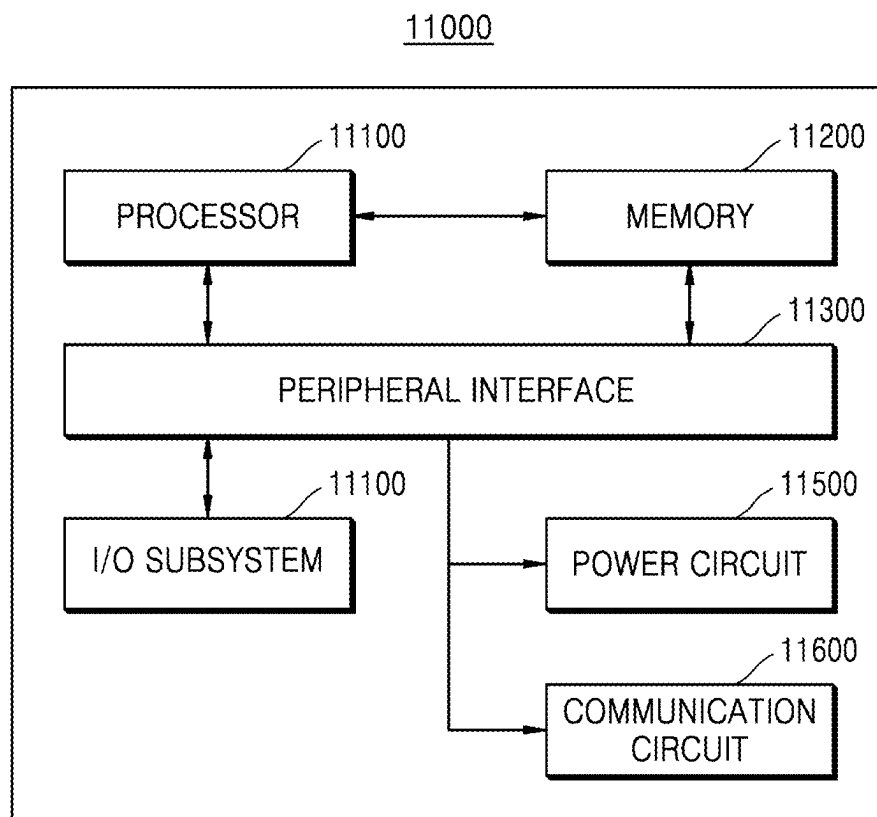 11000
11100
11200
PROCESSOR
MEMORY
11300
PERIPHERAL INTERFACE
11100
11500
I/O SUBSYSTEM
POWER CIRCUIT
11600
COMMUNICATION
CIRCUIT